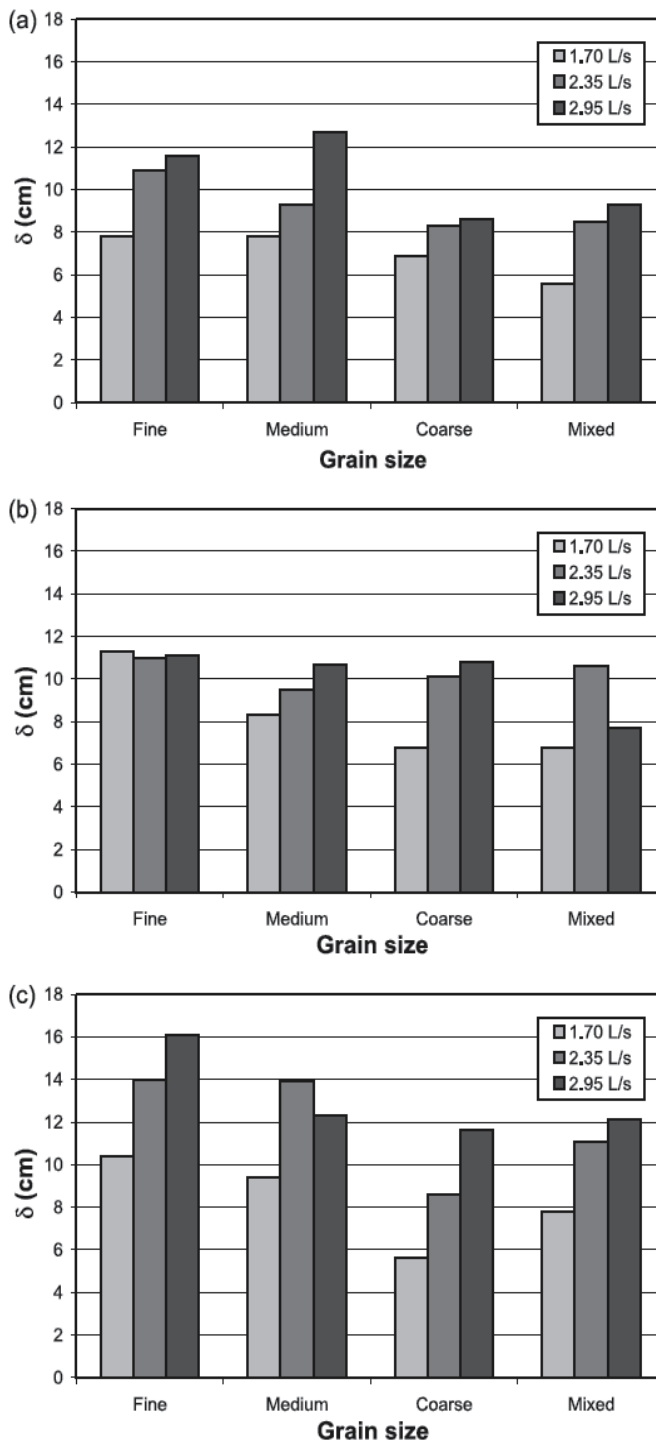 (a)
18
16
14
12
10
8
6
4
2
0
δ (cm)
1.70 L/s
2.35 L/s
2.95 L/s
Fine Medium Coarse Mixed
Grain size
(b)
18
16
14
12
10
8
6
4
2
0
δ (cm)
1.70 L/s
2.35 L/s
2.95 L/s
Fine Medium Coarse Mixed
Grain size
(c)
18
16
14
12
10
8
6
4
2
0
δ (cm)
1.70 L/s
2.35 L/s
2.95 L/s
Fine Medium Coarse Mixed
Grain size